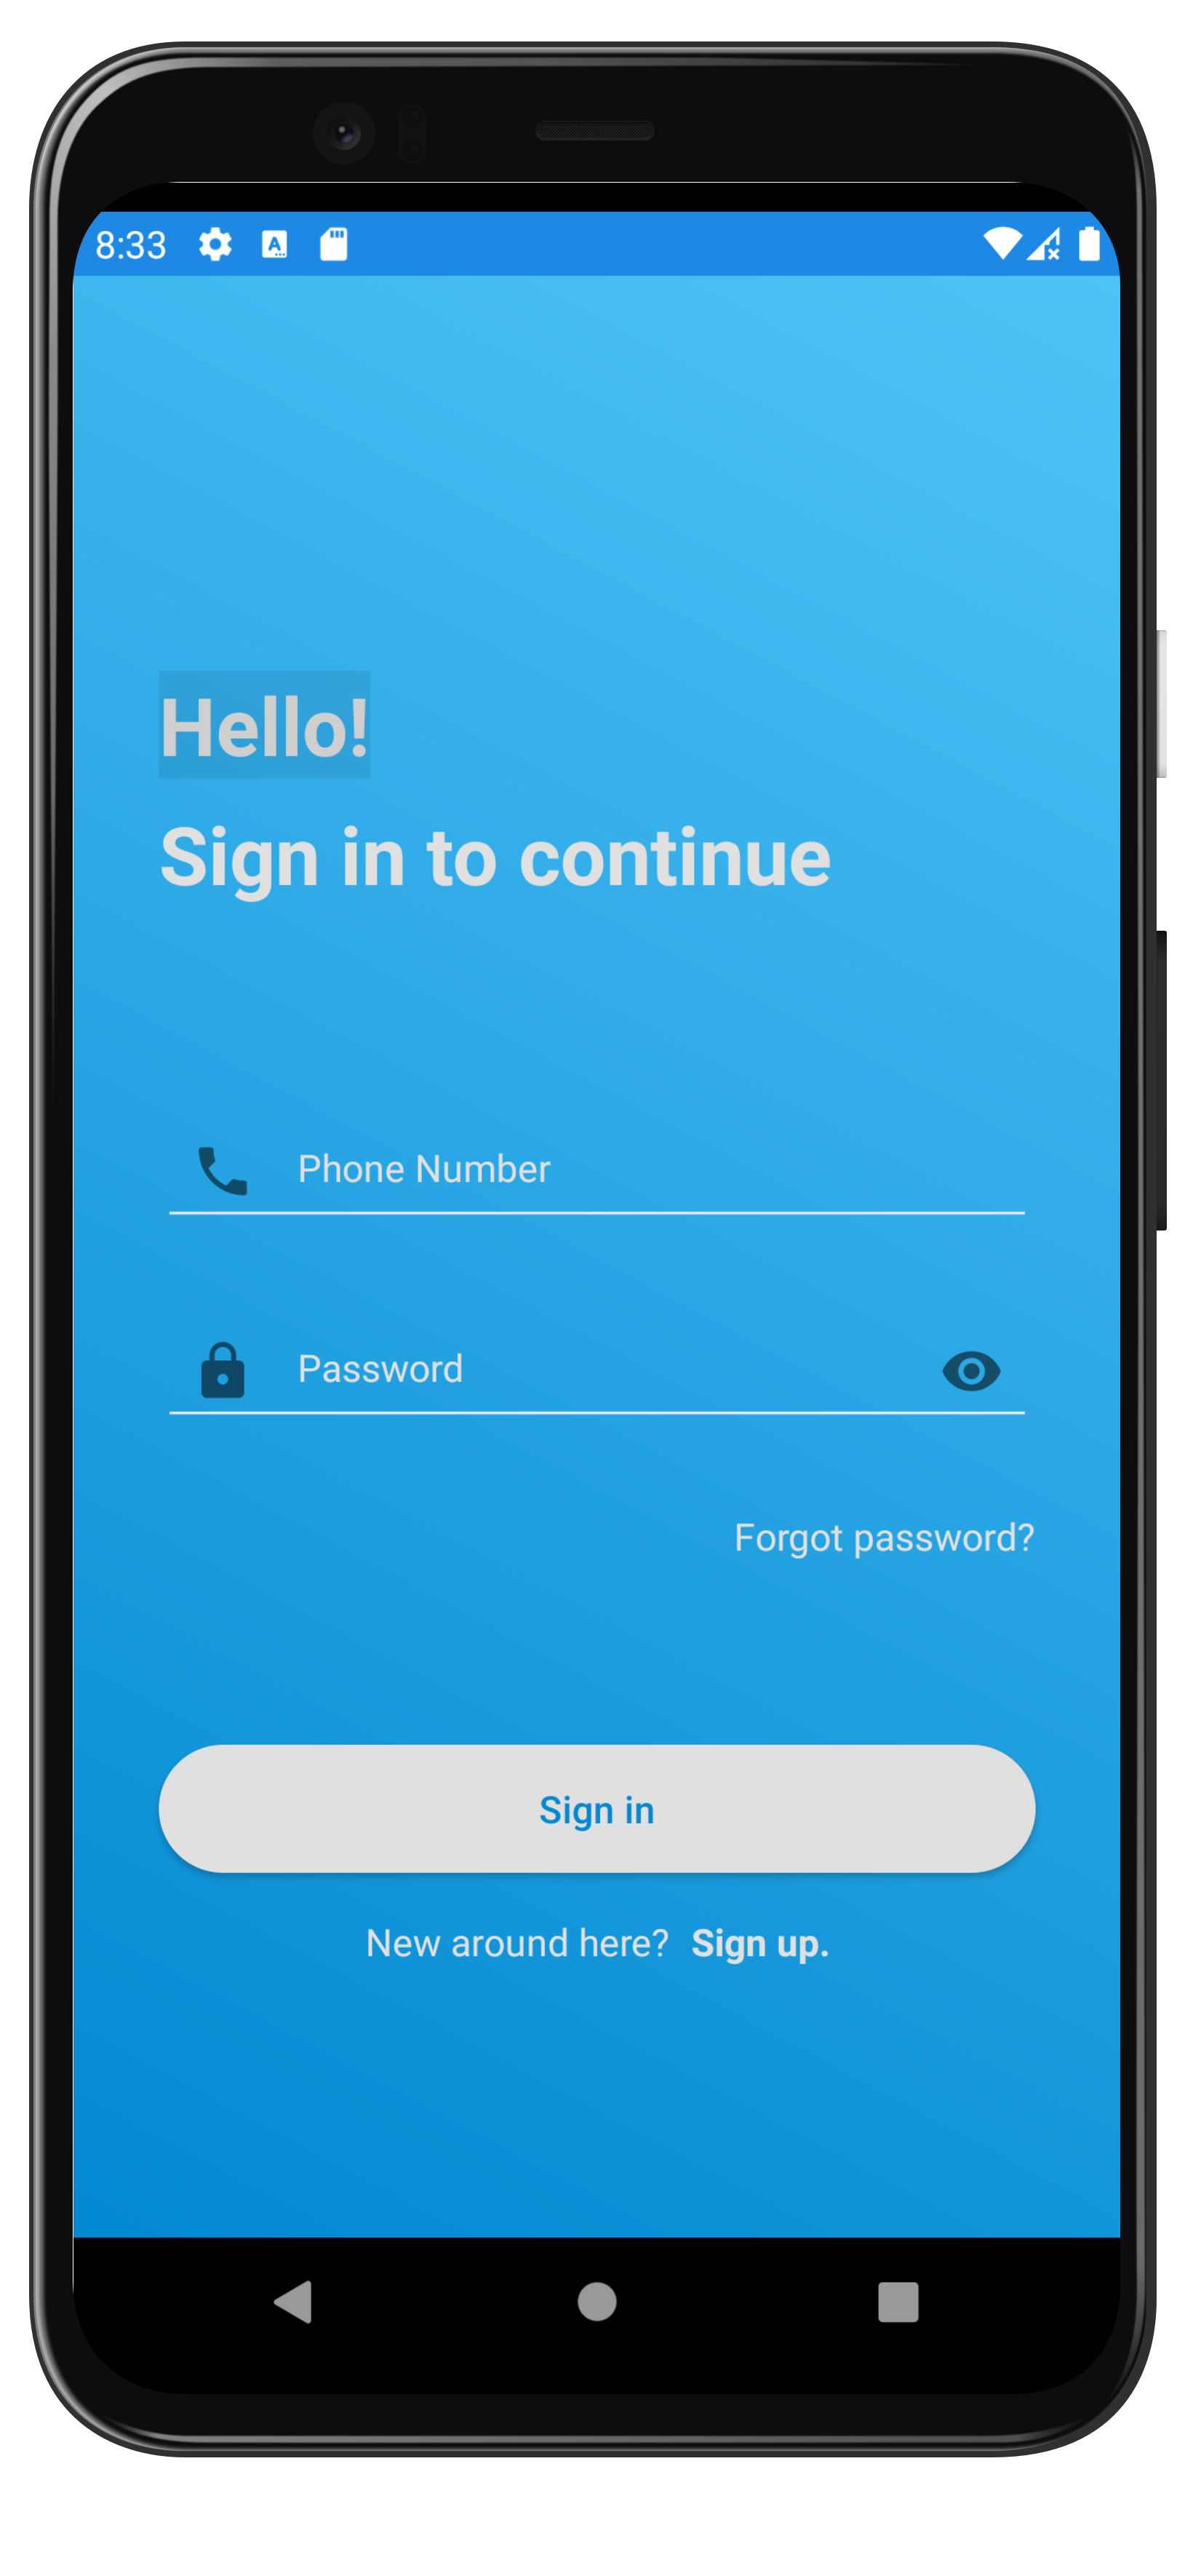 8:33
Hello!
Sign in to continue
Phone Number
Password
Forgot password?
Sign in
New around here? Sign up.